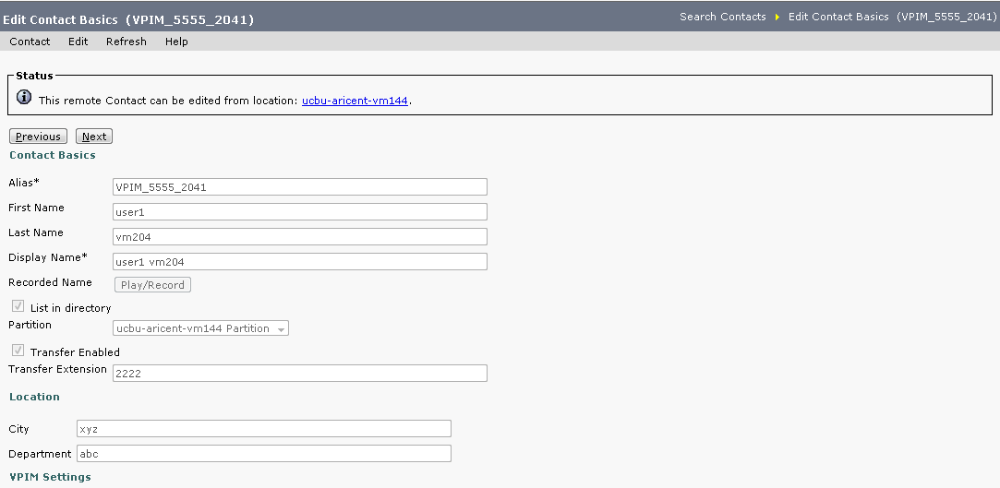 Edit Contact Basics (VPIM_5555_2041)
Search Contacts Edit Contact Basics (VPIM_5555_2041)
Contact Edit Refresh Help
Status
This remote Contact can be edited from location: ucbu-aricent-vm144.
Previous Next
Contact Basics
Alias* VPIM_5555_2041
First Name user1
Last Name vm204
Display Name* user1 vm204
Recorded Name Play/Record
List in directory
Partition ucbu-aricent-vm144 Partition
Transfer Enabled
Transfer Extension 2222
Location
City xyz
Department abc
VPIM Settings